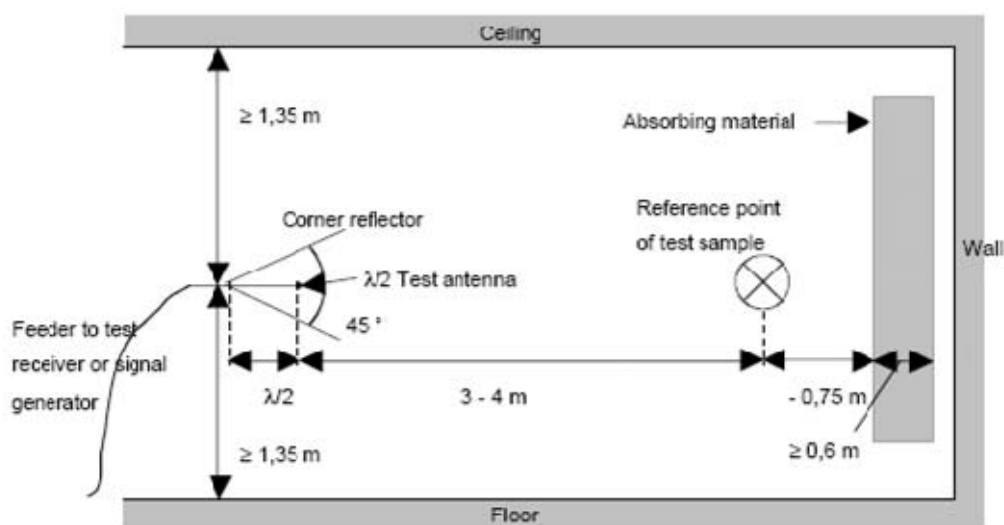 Ceiling
≥ 1,35 m
Absorbing material
Corner reflector
Reference point
of test sample
Wall
λ/2 Test antenna
45 °
Feeder to test
receiver or signal
generator
λ/2
3 - 4 m
- 0,75 m
≥ 0,6 m
≥ 1,35 m
Floor